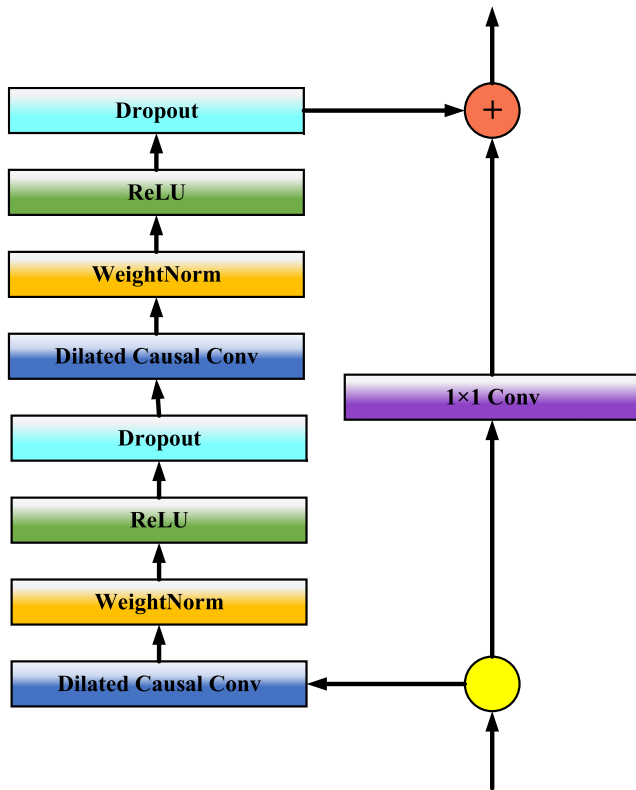 Dropout
+
ReLU
WeightNorm
Dilated Causal Conv
1×1 Conv
Dropout
ReLU
WeightNorm
Dilated Causal Conv